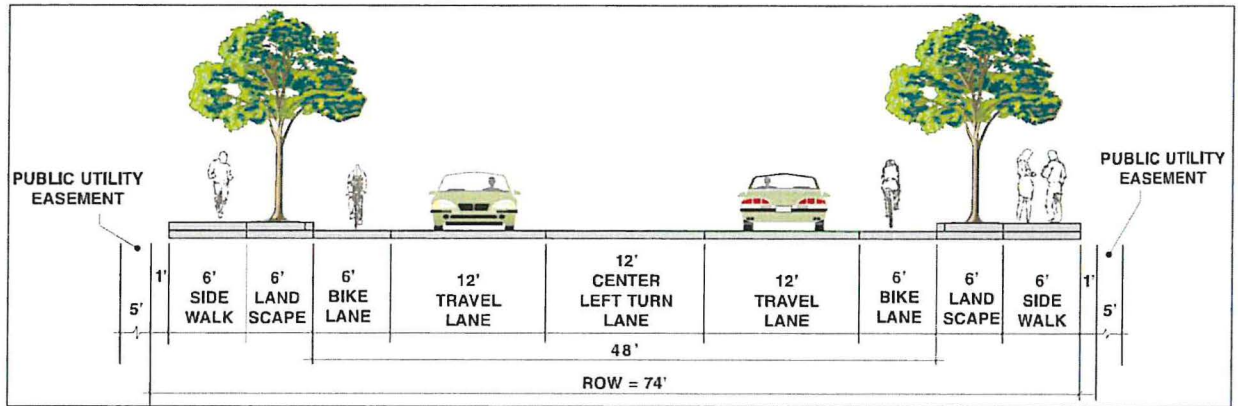 PUBLIC UTILITY
EASEMENT
PUBLIC UTILITY
EASEMENT
5'
1'
6'
SIDE
WALK
6'
LAND
SCAPE
6'
BIKE
LANE
12'
TRAVEL
LANE
12'
CENTER
LEFT TURN
LANE
12'
TRAVEL
LANE
6'
BIKE
LANE
6'
LAND
SCAPE
6'
SIDE
WALK
1'
5'
48'
ROW = 74'